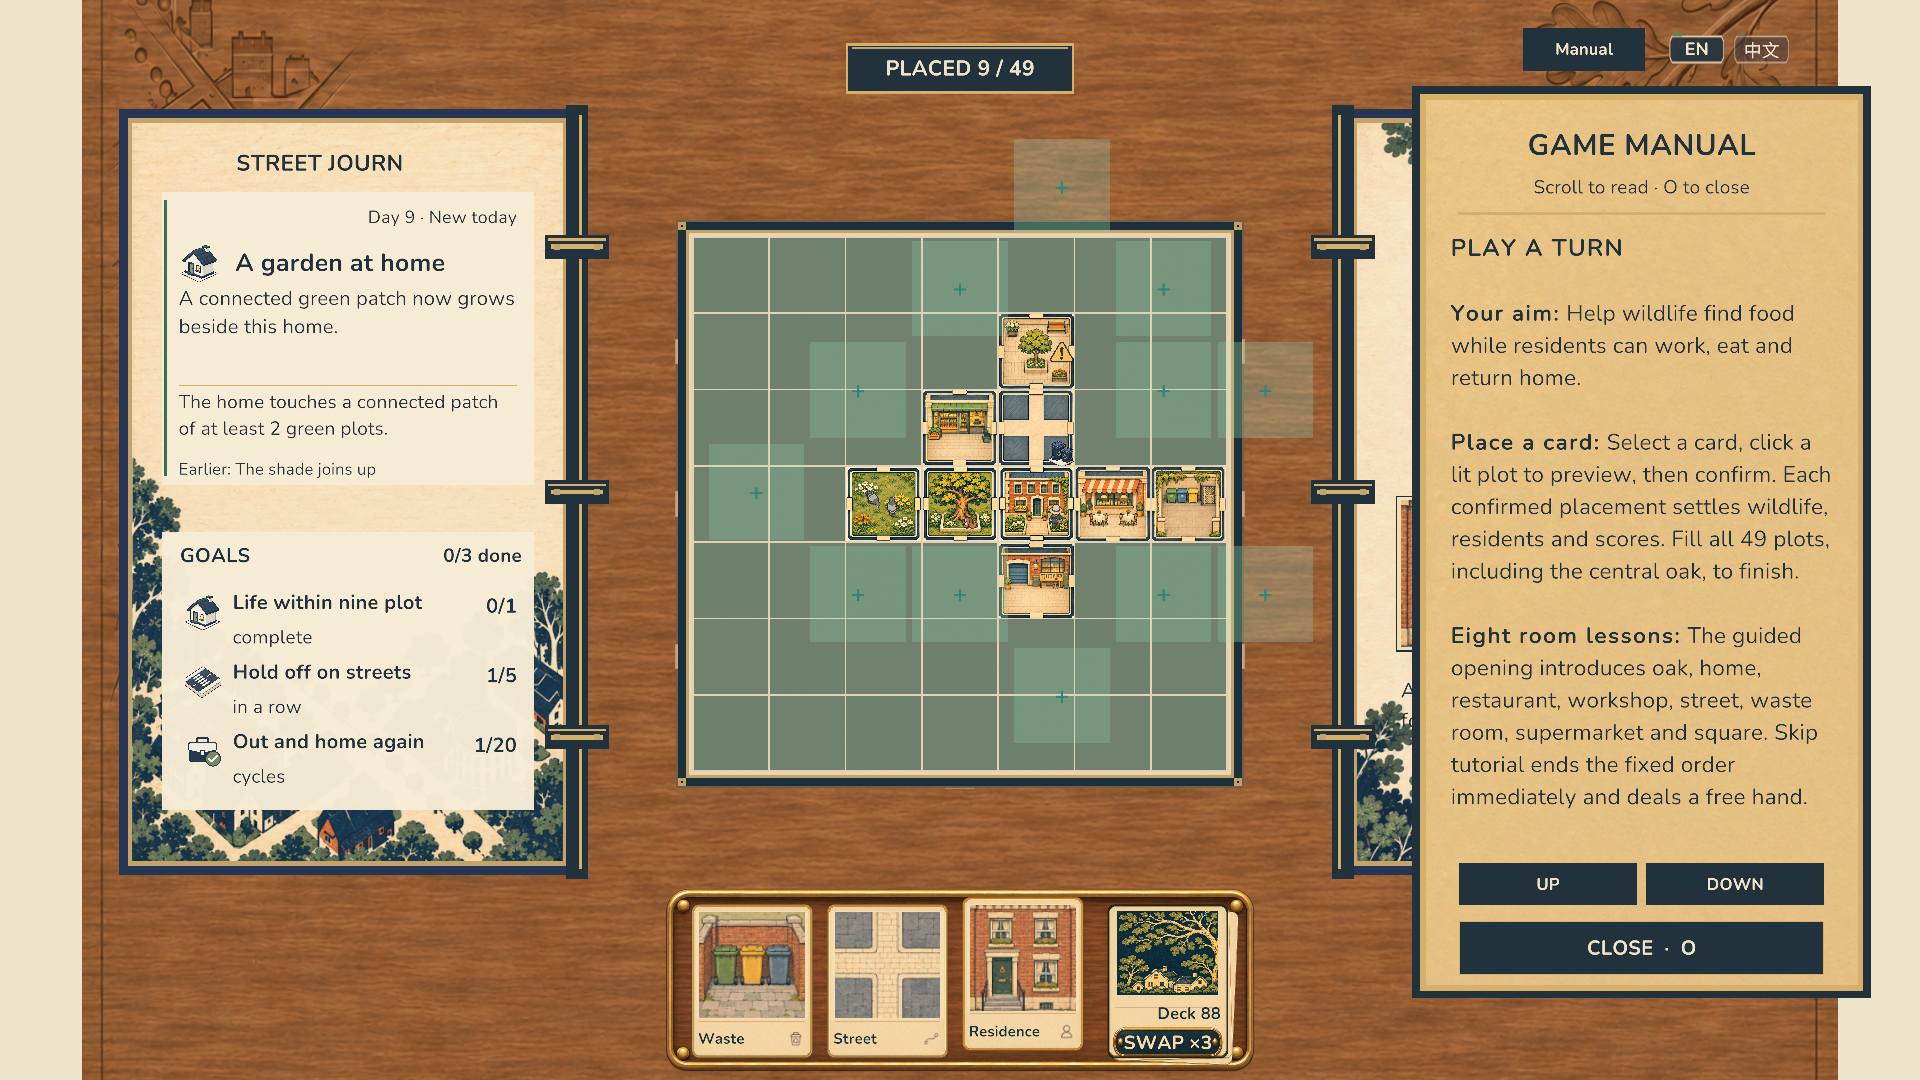 PLACED 9 / 49
Manual
EN
中文
STREET JOURN
Day 9 · New today
A garden at home
A connected green patch now grows
beside this home.
The home touches a connected patch
of at least 2 green plots.
Earlier: The shade joins up
GOALS
0/3 done
Life within nine plot
0/1
complete
Hold off on streets
1/5
in a row
Out and home again
1/20
cycles
GAME MANUAL
Scroll to read · O to close
PLAY A TURN
Your aim: Help wildlife find food
while residents can work, eat and
return home.
Place a card: Select a card, click a
lit plot to preview, then confirm. Each
confirmed placement settles wildlife,
residents and scores. Fill all 49 plots,
including the central oak, to finish.
Eight room lessons: The guided
opening introduces oak, home,
restaurant, workshop, street, waste
room, supermarket and square. Skip
tutorial ends the fixed order
immediately and deals a free hand.
UP
DOWN
CLOSE · O
Waste
Street
Residence
Deck 88
SWAP ×3